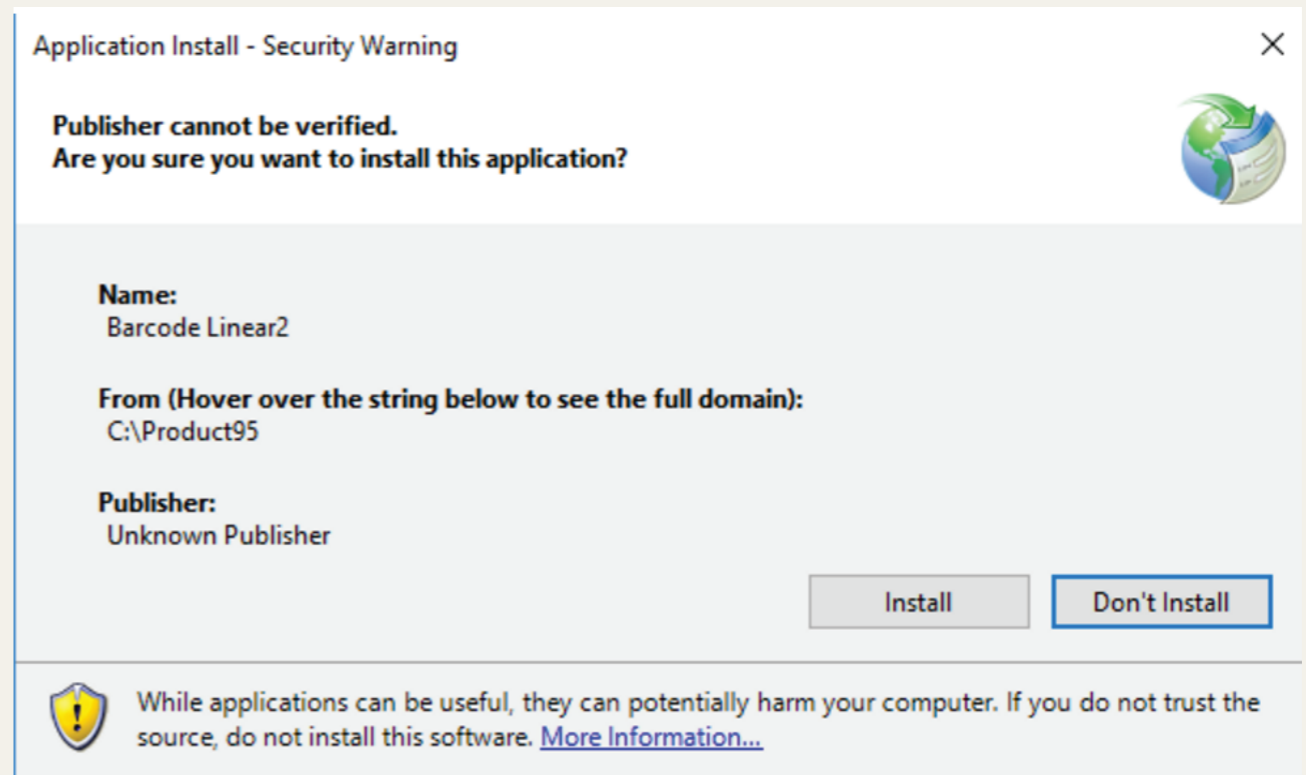 Application Install - Security Warning
Publisher cannot be verified.
Are you sure you want to install this application?
Name:
Barcode Linear2
From (Hover over the string below to see the full domain):
C:\Product95
Publisher:
Unknown Publisher
Install
Don't Install
While applications can be useful, they can potentially harm your computer. If you do not trust the
source, do not install this software. More Information...